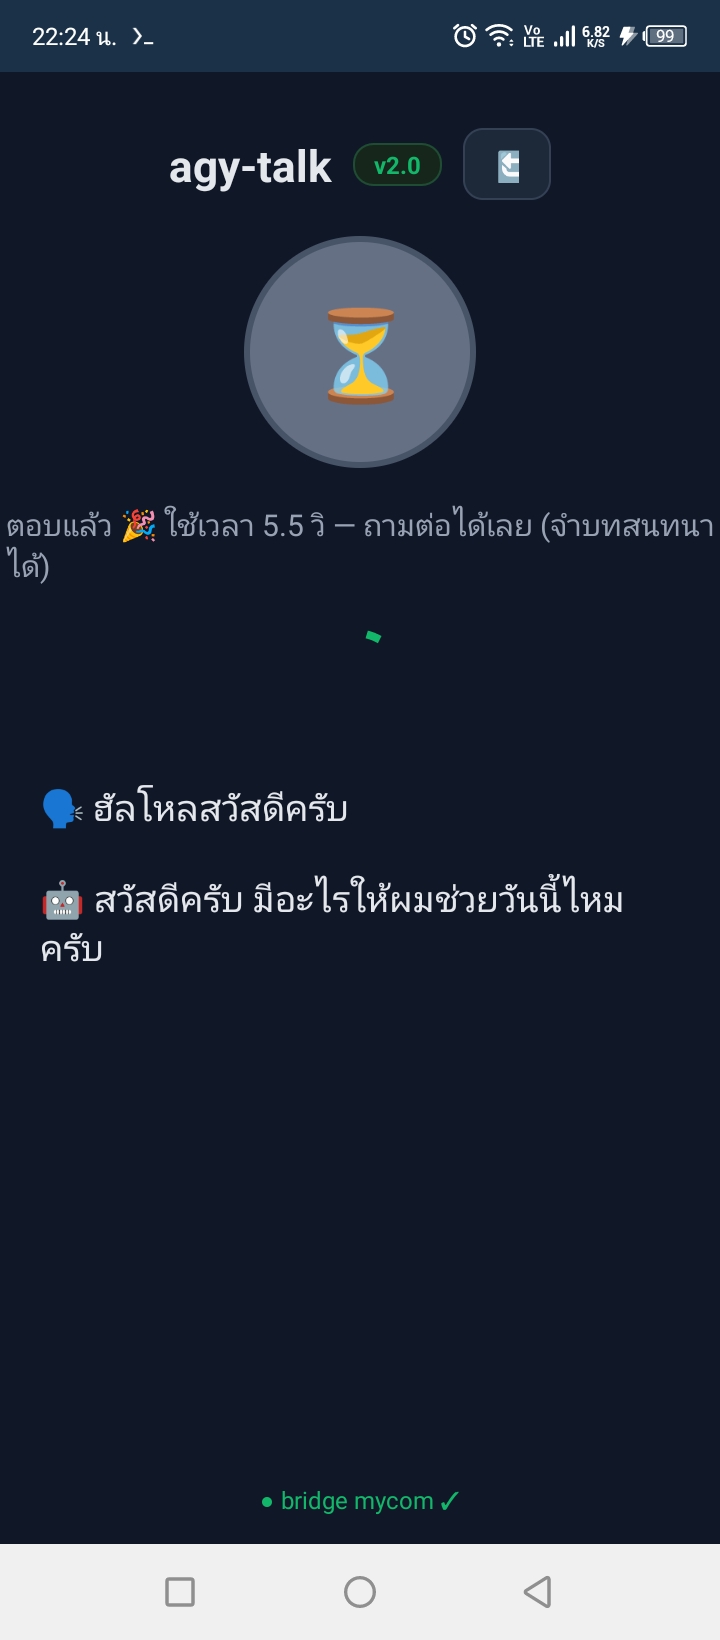 22:24 น.
Vo LTE 6.82 K/S 99
agy-talk v2.0
ตอบแล้ว 🎉 ใช้เวลา 5.5 วิ — ถามต่อได้เลย (จำบทสนทนา
ได้)
🗣️ ฮัลโหลสวัสดีครับ
🤖 สวัสดีครับ มีอะไรให้ผมช่วยวันนี้ไหม
ครับ
● bridge mycom ✓